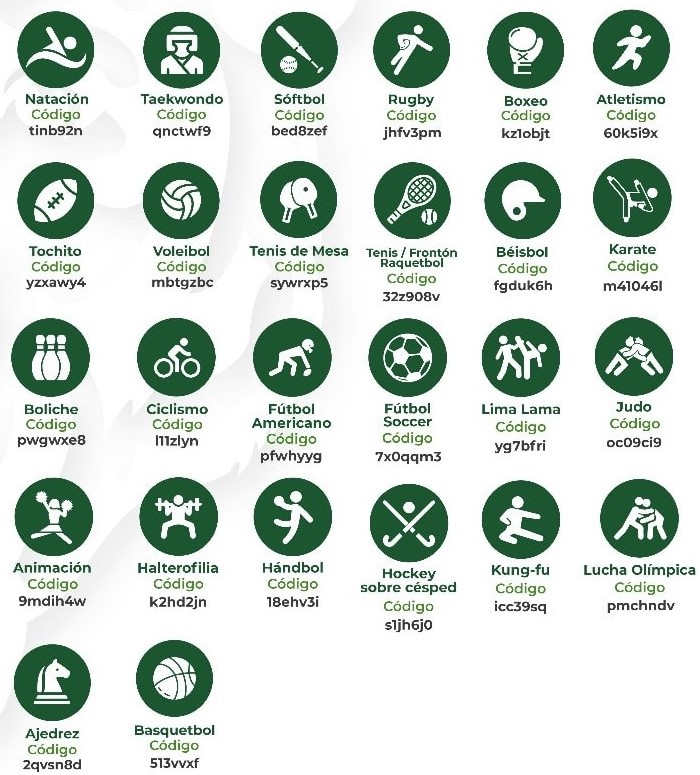 Natación
Código
tinb92n
Taekwondo
Código
qnctwf9
Sóftbol
Código
bed8zef
Rugby
Código
jhfv3pm
Boxeo
Código
kz1objt
Atletismo
Código
60k5i9x
Tochito
Código
yzxawy4
Voleibol
Código
mbtgzbc
Tenis de Mesa
Código
sywrxp5
Tenis / Frontón
Raquetbol
Código
32z908v
Béisbol
Código
fgduk6h
Karate
Código
m41046l
Boliche
Código
pwgwxe8
Ciclismo
Código
l11zlyn
Fútbol
Americano
Código
pfwhyyg
Fútbol
Soccer
Código
7x0qqm3
Lima Lama
Código
yg7bfri
Judo
Código
oc09ci9
Animación
Código
9mdih4w
Halterofilia
Código
k2hd2jn
Hándbol
Código
18ehv3i
Hockey
sobre césped
Código
s1jh6j0
Kung-fu
Código
icc39sq
Lucha Olímpica
Código
pmchndv
Ajedrez
Código
2qvsn8d
Basquetbol
Código
513vvxf